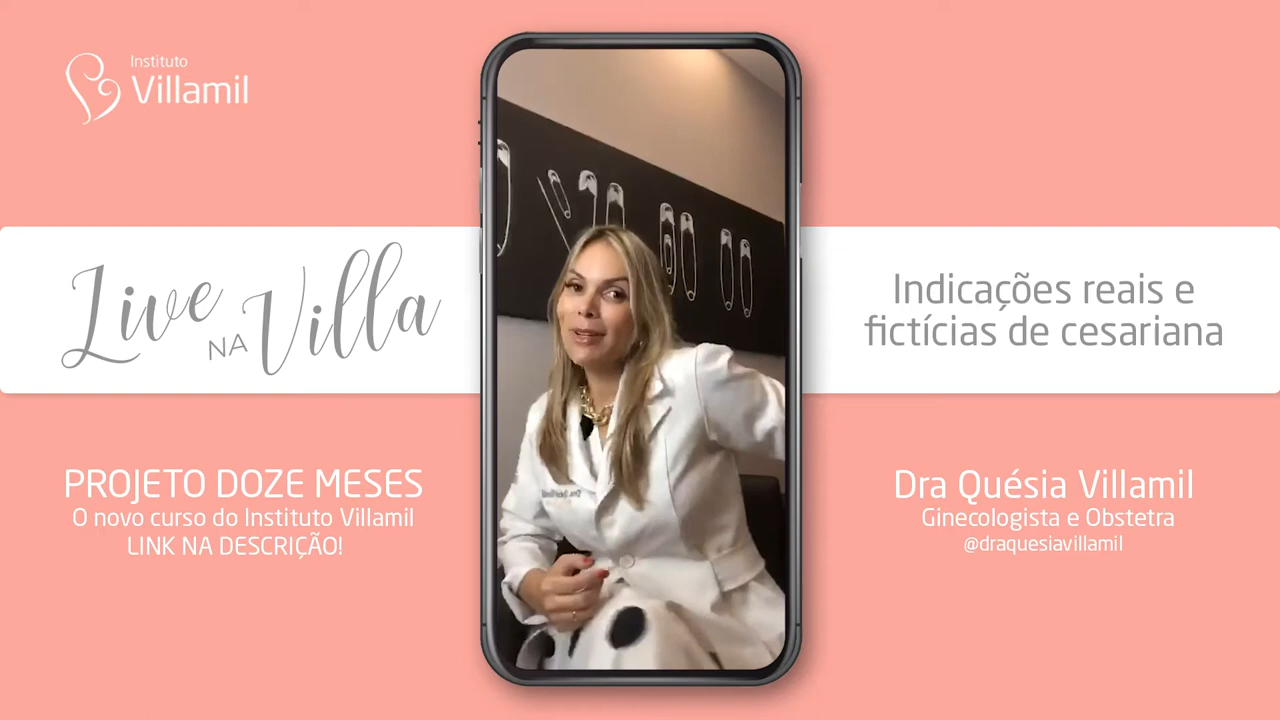 Instituto
Villamil
Live NA Villa
Indicações reais e
fictícias de cesariana
PROJETO DOZE MESES
O novo curso do Instituto Villamil
LINK NA DESCRIÇÃO!
Dra Quésia Villamil
Ginecologista e Obstetra
@draquesiavillamil